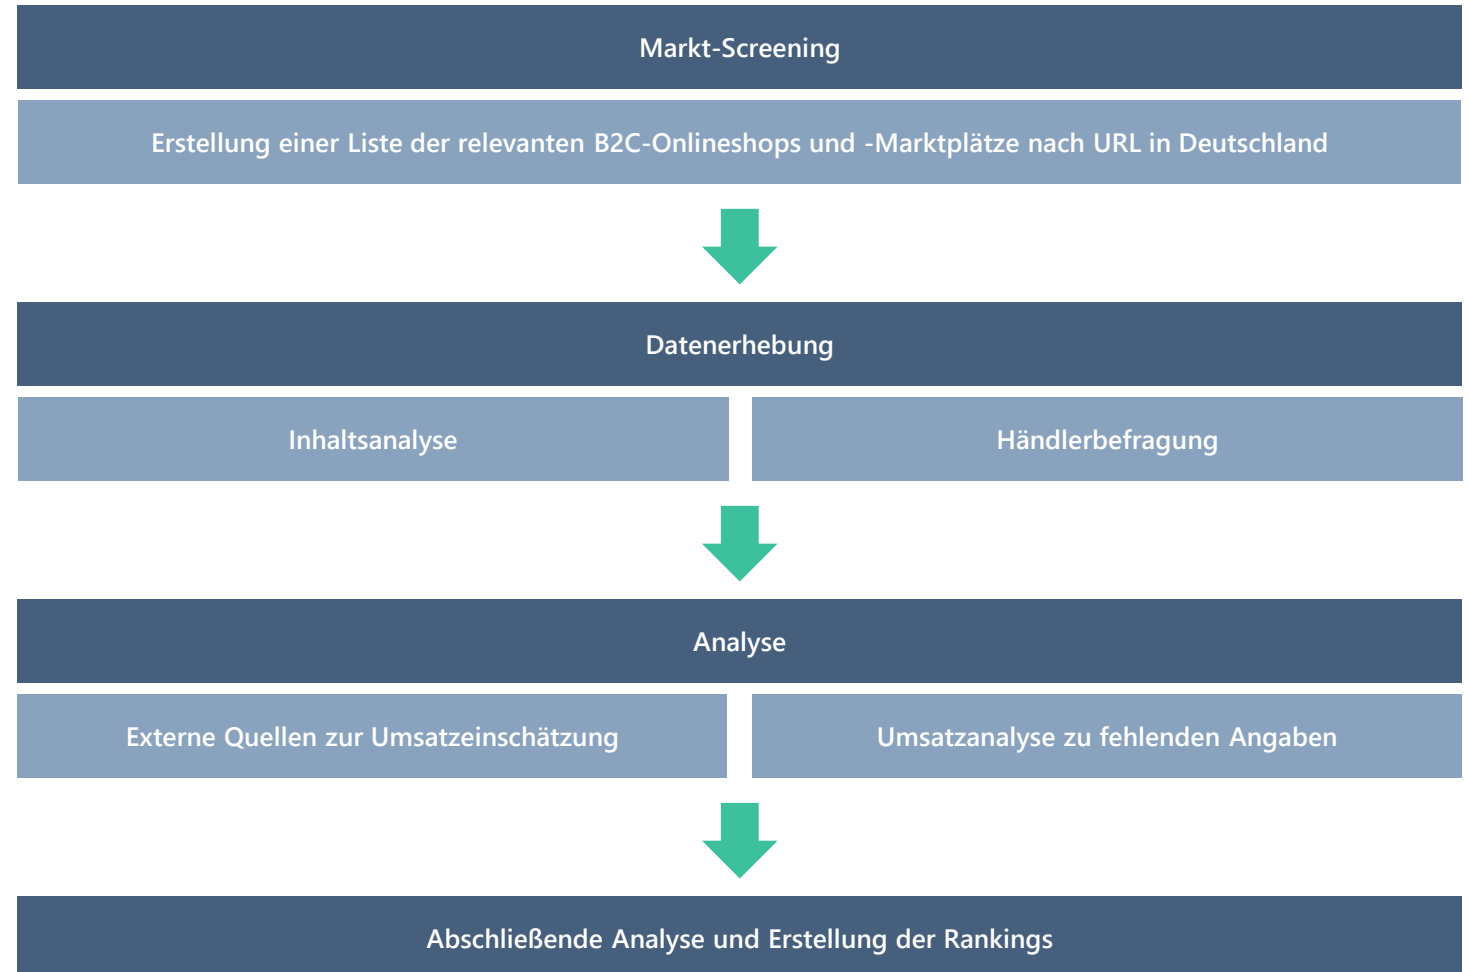 Markt-Screening
Erstellung einer Liste der relevanten B2C-Onlineshops und -Marktplätze nach URL in Deutschland
Datenerhebung
Inhaltsanalyse
Händlerbefragung
Analyse
Externe Quellen zur Umsatzeinschätzung
Umsatzanalyse zu fehlenden Angaben
Abschließende Analyse und Erstellung der Rankings